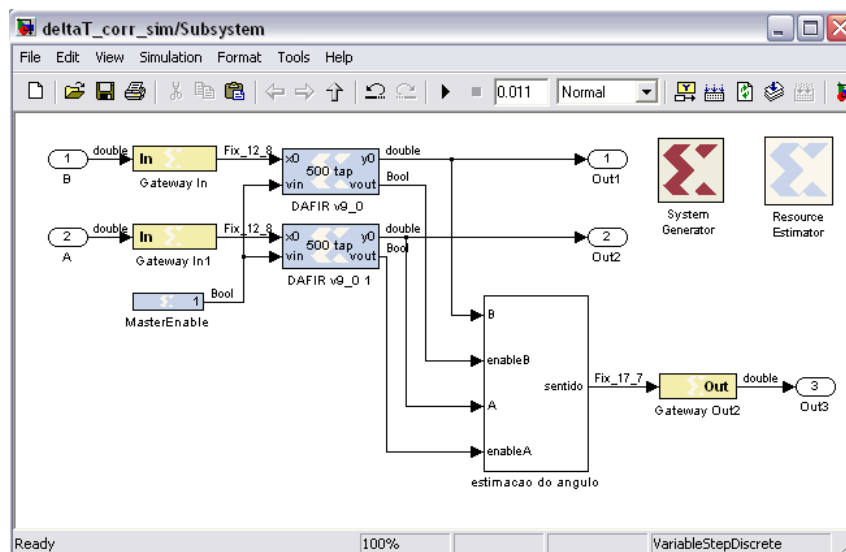 deltaT_corr_sim/Subsystem
File Edit View Simulation Format Tools Help
0.011 Normal
1 double In Fix_12_8 x0 500 tap y0 double 1
B Gateway In vin vout Bool Out1
DAFIR v9_0
2 double In Fix_12_8 x0 500 tap y0 double 2
A Gateway In1 vin vout Bool Out2
DAFIR v9_0 1
1 Bool
MasterEnable
System
Generator
Resource
Estimator
B
enableB
A
enableA
sentido Fix_17_7 Out double 3
Gateway Out2 Out3
estimacao do angulo
Ready 100% VariableStepDiscrete